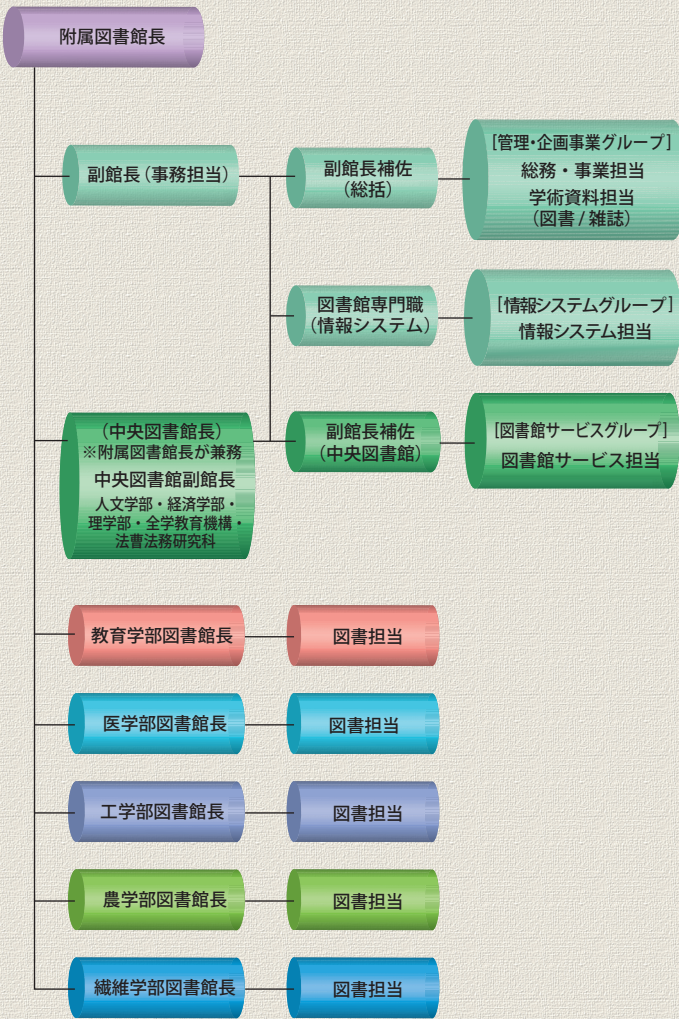 附属図書館長
副館長（事務担当）
副館長補佐
（総括）
［管理・企画事業グループ］
総務・事業担当
学術資料担当
（図書 / 雑誌）
図書館専門職
（情報システム）
［情報システムグループ］
情報システム担当
（中央図書館長）
※附属図書館長が兼務
中央図書館副館長
人文学部・経済学部・
理学部・全学教育機構・
法曹法務研究科
副館長補佐
（中央図書館）
［図書館サービスグループ］
図書館サービス担当
教育学部図書館長
図書担当
医学部図書館長
図書担当
工学部図書館長
図書担当
農学部図書館長
図書担当
繊維学部図書館長
図書担当